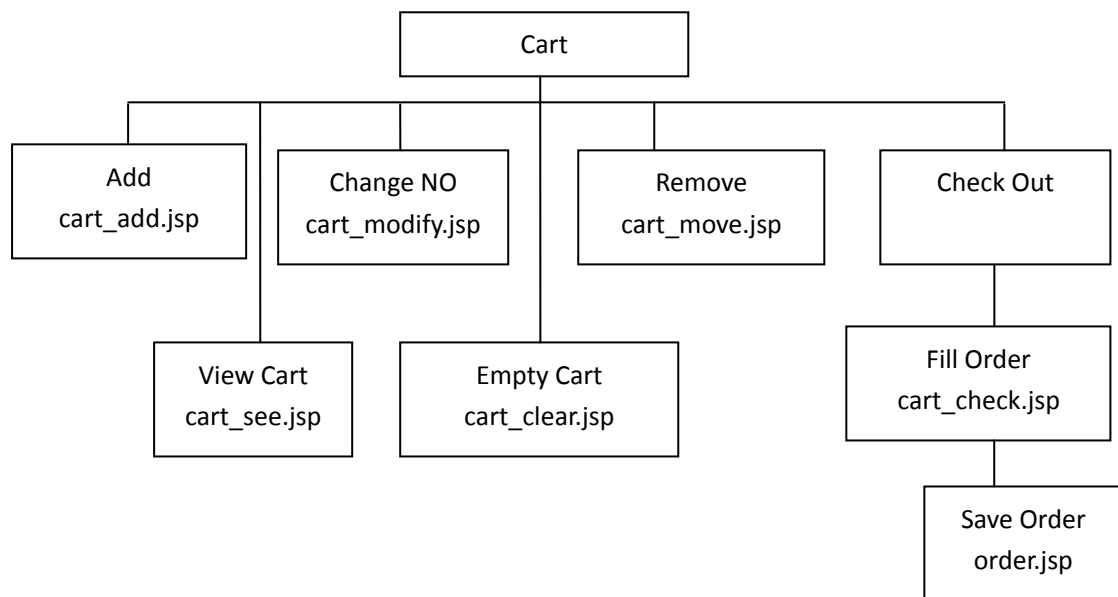 Cart
Add
cart_add.jsp
Change NO
cart_modify.jsp
Remove
cart_move.jsp
Check Out
View Cart
cart_see.jsp
Empty Cart
cart_clear.jsp
Fill Order
cart_check.jsp
Save Order
order.jsp